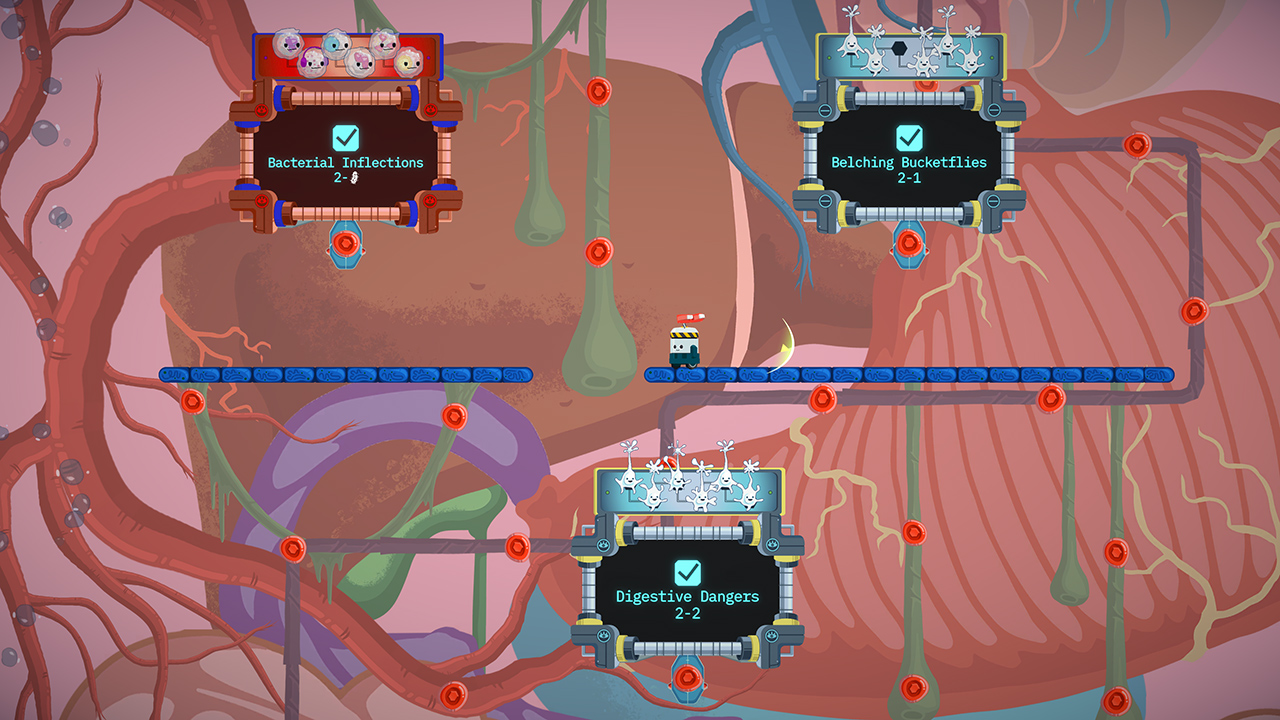 Bacterial Inflections
2-
Belching Bucketflies
2-1
Digestive Dangers
2-2